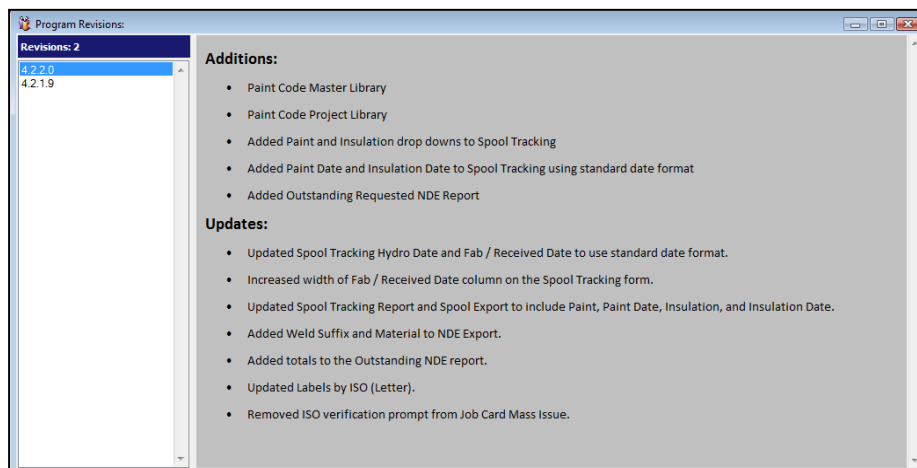 Program Revisions:
Revisions: 2
4.2.2.0
4.2.1.9
Additions:
• Paint Code Master Library
• Paint Code Project Library
• Added Paint and Insulation drop downs to Spool Tracking
• Added Paint Date and Insulation Date to Spool Tracking using standard date format
• Added Outstanding Requested NDE Report
Updates:
• Updated Spool Tracking Hydro Date and Fab / Received Date to use standard date format.
• Increased width of Fab / Received Date column on the Spool Tracking form.
• Updated Spool Tracking Report and Spool Export to include Paint, Paint Date, Insulation, and Insulation Date.
• Added Weld Suffix and Material to NDE Export.
• Added totals to the Outstanding NDE report.
• Updated Labels by ISO (Letter).
• Removed ISO verification prompt from Job Card Mass Issue.